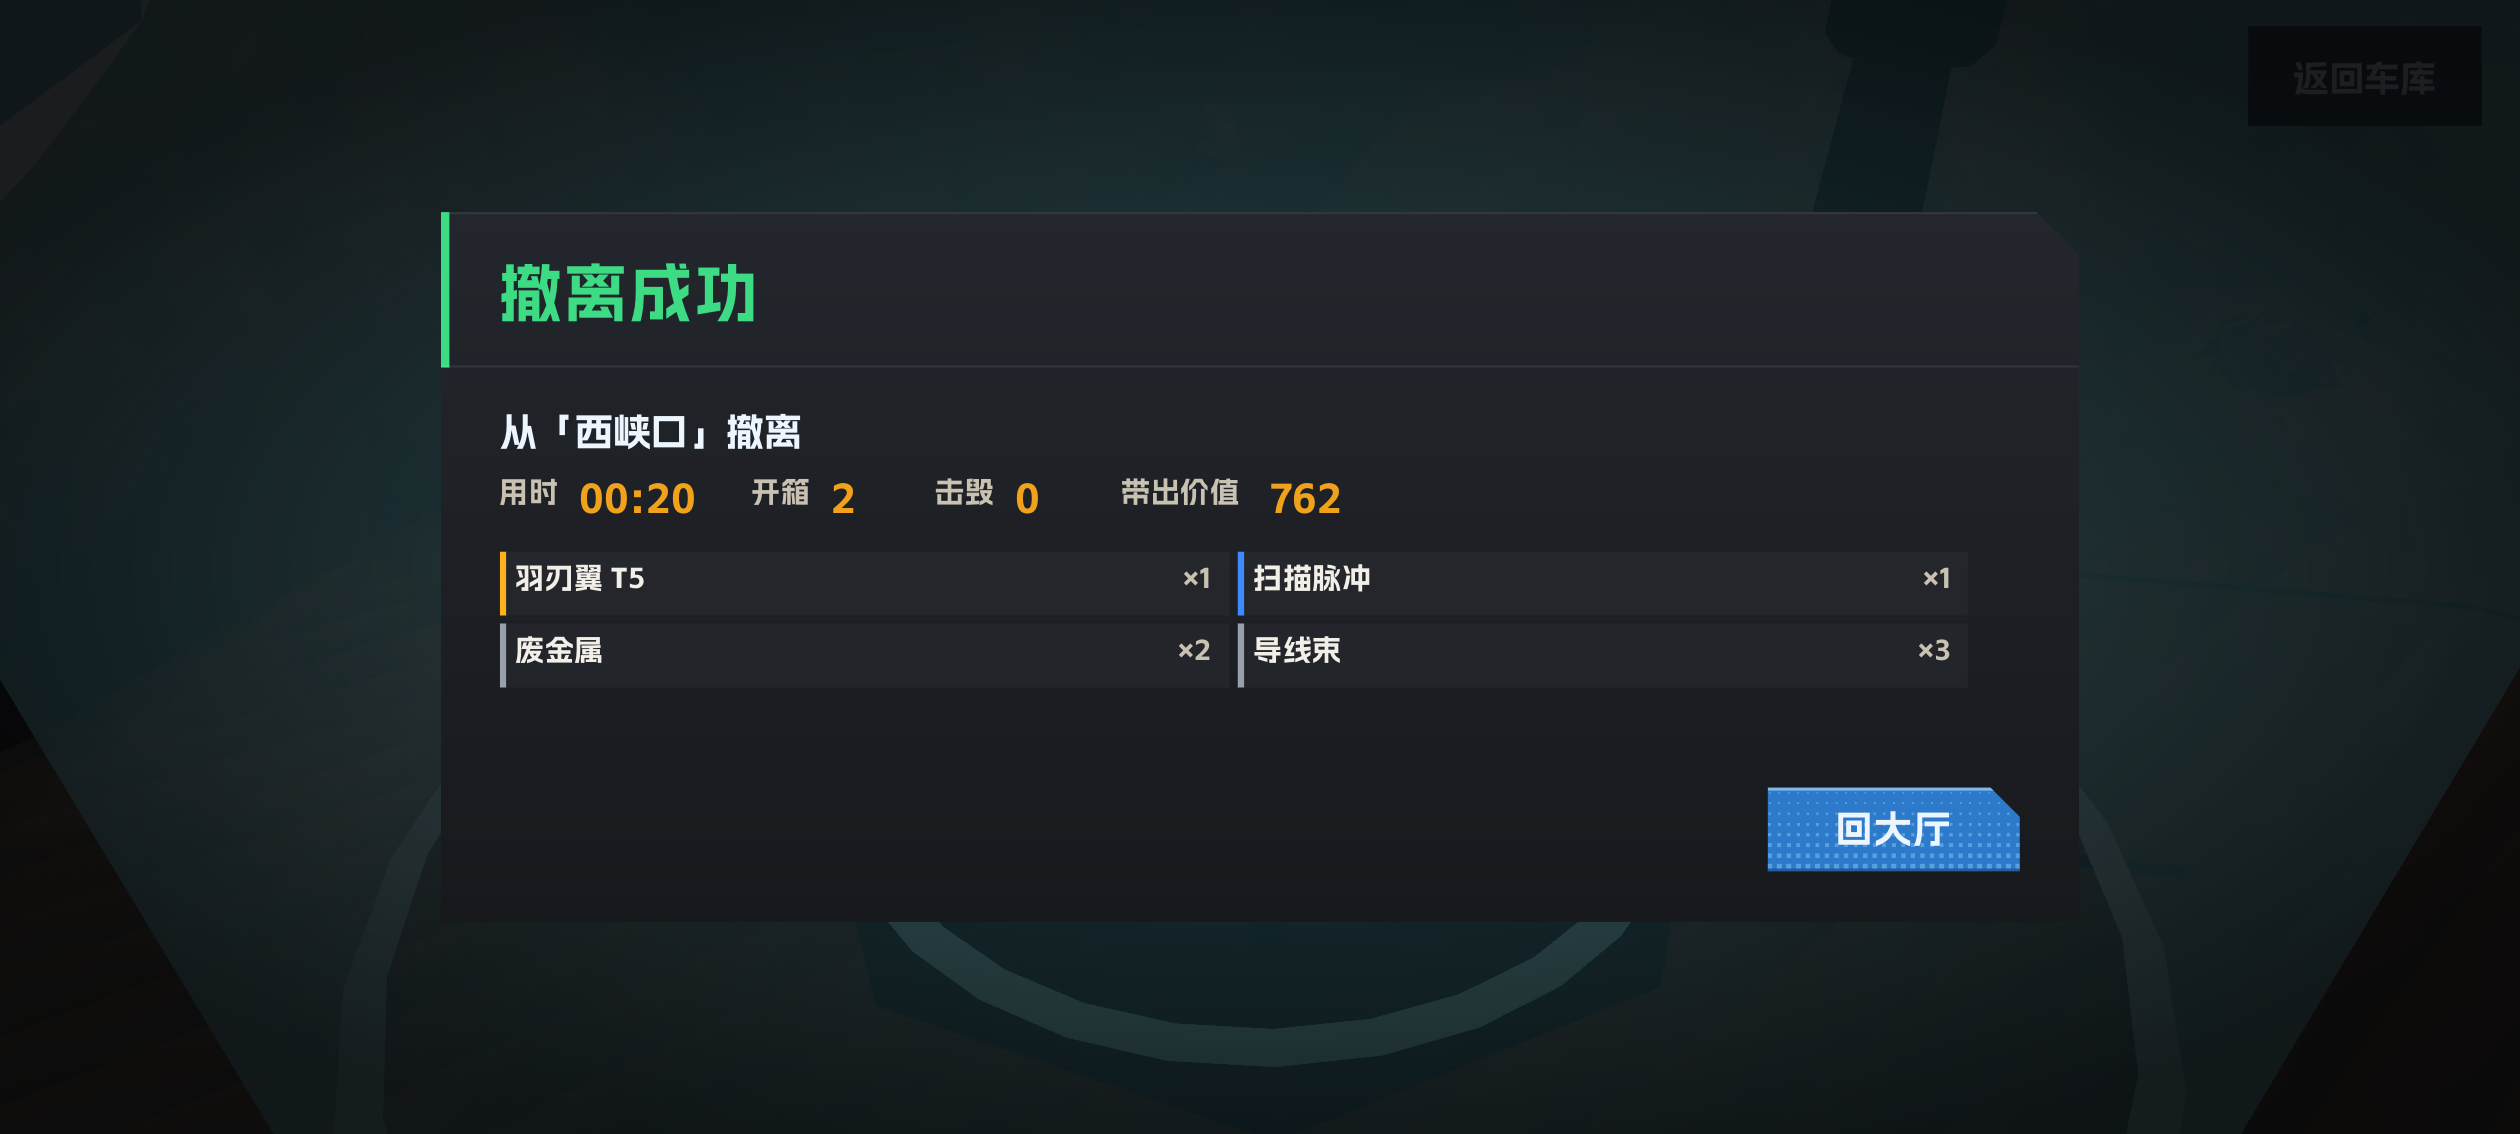 返回车库
撤离成功
从「西峡口」撤离
用时 00:20 开箱 2 击毁 0 带出价值 762
羽刃翼 T5 ×1 扫描脉冲 ×1
废金属 ×2 导线束 ×3
回大厅